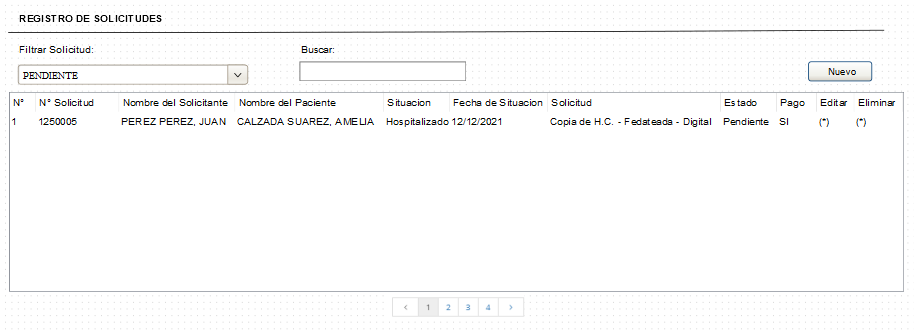 REGISTRO DE SOLICITUDES
Filtrar Solicitud: Buscar:
PENDIENTE Nuevo
N° N° Solicitud Nombre del Solicitante Nombre del Paciente Situacion Fecha de Situacion Solicitud Estado Pago Editar Eliminar
1 1250005 PEREZ PEREZ, JUAN CALZADA SUAREZ, AMELIA Hospitalizado 12/12/2021 Copia de H.C. - Fedateada - Digital Pendiente SI (*) (*)
< 1 2 3 4 >